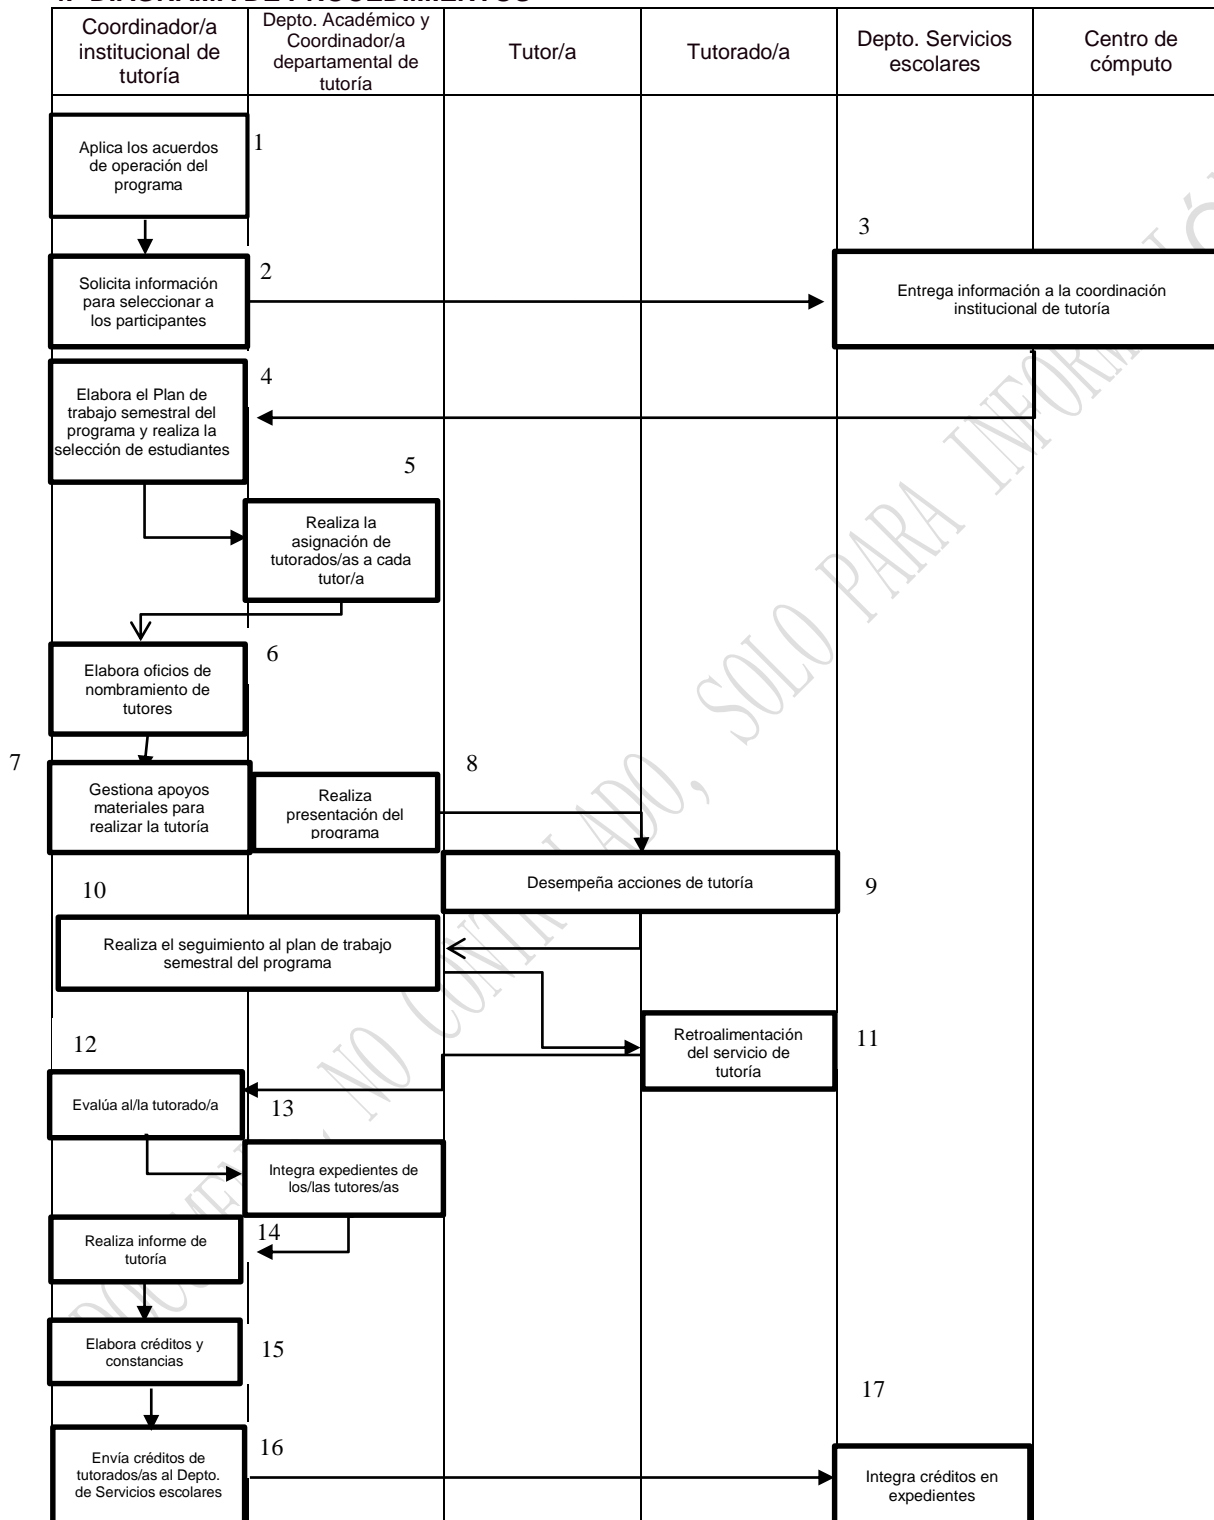 4. DIAGRAMA DE PROCEDIMIENTOS
Coordinador/a
institucional de
tutoría
Depto. Académico y
Coordinador/a
departamental de
tutoría
Tutor/a
Tutorado/a
Depto. Servicios
escolares
Centro de
cómputo
1
Aplica los acuerdos
de operación del
programa
3
2
Solicita información
para seleccionar a
los participantes
Entrega información a la coordinación
institucional de tutoría
4
Elabora el Plan de
trabajo semestral del
programa y realiza la
selección de estudiantes
5
Realiza la
asignación de
tutorados/as a cada
tutor/a
6
Elabora oficios de
nombramiento de
tutores
7
Gestiona apoyos
materiales para
realizar la tutoría
8
Realiza
presentación del
programa
Desempeña acciones de tutoría
9
10
Realiza el seguimiento al plan de trabajo
semestral del programa
Retroalimentación
del servicio de
tutoría
11
12
Evalúa al/la tutorado/a
13
Integra expedientes de
los/las tutores/as
14
Realiza informe de
tutoría
Elabora créditos y
constancias
15
17
16
Envía créditos de
tutorados/as al Depto.
de Servicios escolares
Integra créditos en
expedientes
DOCUMENTO NO CONTROLADO, SOLO PARA INFORMACIÓN